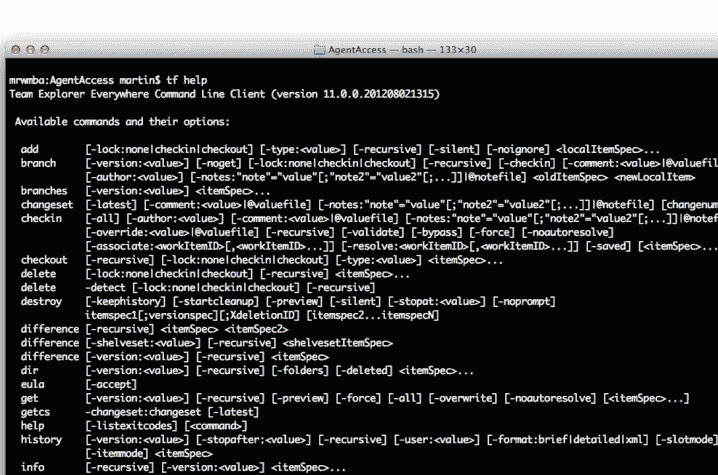 AgentAccess — bash — 133×30
mrwmba:AgentAccess martin$ tf help
Team Explorer Everywhere Command Line Client (version 11.0.0.201208021315)
Available commands and their options:
add [-lock:none|checkin|checkout] [-type:<value>] [-recursive] [-silent] [-noignore] <localItemSpec>...
branch [-version:<value>] [-noget] [-lock:none|checkin|checkout] [-recursive] [-checkin] [-comment:<value>|@valuefile
[-author:<value>] [-notes:"note"="value"[;"note2"="value2"[;...]]|@notefile] <oldItemSpec> <newLocalItem>
branches [-version:<value>] <itemSpec>...
changeset [-latest] [-comment:<value>|@valuefile] [-notes:"note"="value"[;"note2"="value2"[;...]]|@notefile] [changenum
checkin [-all] [-author:<value>] [-comment:<value>|@valuefile] [-notes:"note"="value"[;"note2"="value2"[;...]]|@notef
[-override:<value>|@valuefile] [-recursive] [-validate] [-bypass] [-force] [-noautoresolve]
[-associate:<workItemID>[,<workItemID>...]] [-resolve:<workItemID>[,<workItemID>...]] [-saved] [<itemSpec>...
checkout [-recursive] [-lock:none|checkin|checkout] [-type:<value>] <itemSpec>...
delete [-lock:none|checkin|checkout] [-recursive] <itemSpec>...
delete -detect [-lock:none|checkin|checkout] [-recursive]
destroy [-keephistory] [-startcleanup] [-preview] [-silent] [-stopat:<value>] [-noprompt]
itemspec1[;versionspec][;XdeletionID] [itemspec2...itemspecN]
difference [-recursive] <itemSpec> <itemSpec2>
difference [-shelveset:<value>] [-recursive] <shelvesetItemSpec>
difference [-version:<value>] [-recursive] <itemSpec>
dir [-version:<value>] [-recursive] [-folders] [-deleted] <itemSpec>...
eula [-accept]
get [-version:<value>] [-recursive] [-preview] [-force] [-all] [-overwrite] [-noautoresolve] [<itemSpec>...]
getcs -changeset:changeset [-latest]
help [-listexitcodes] [<command>]
history [-version:<value>] [-stopafter:<value>] [-recursive] [-user:<value>] [-format:brief|detailed|xml] [-slotmode]
[-itemmode] <itemSpec>
info [-recursive] [-version:<value>] <itemSpec>...